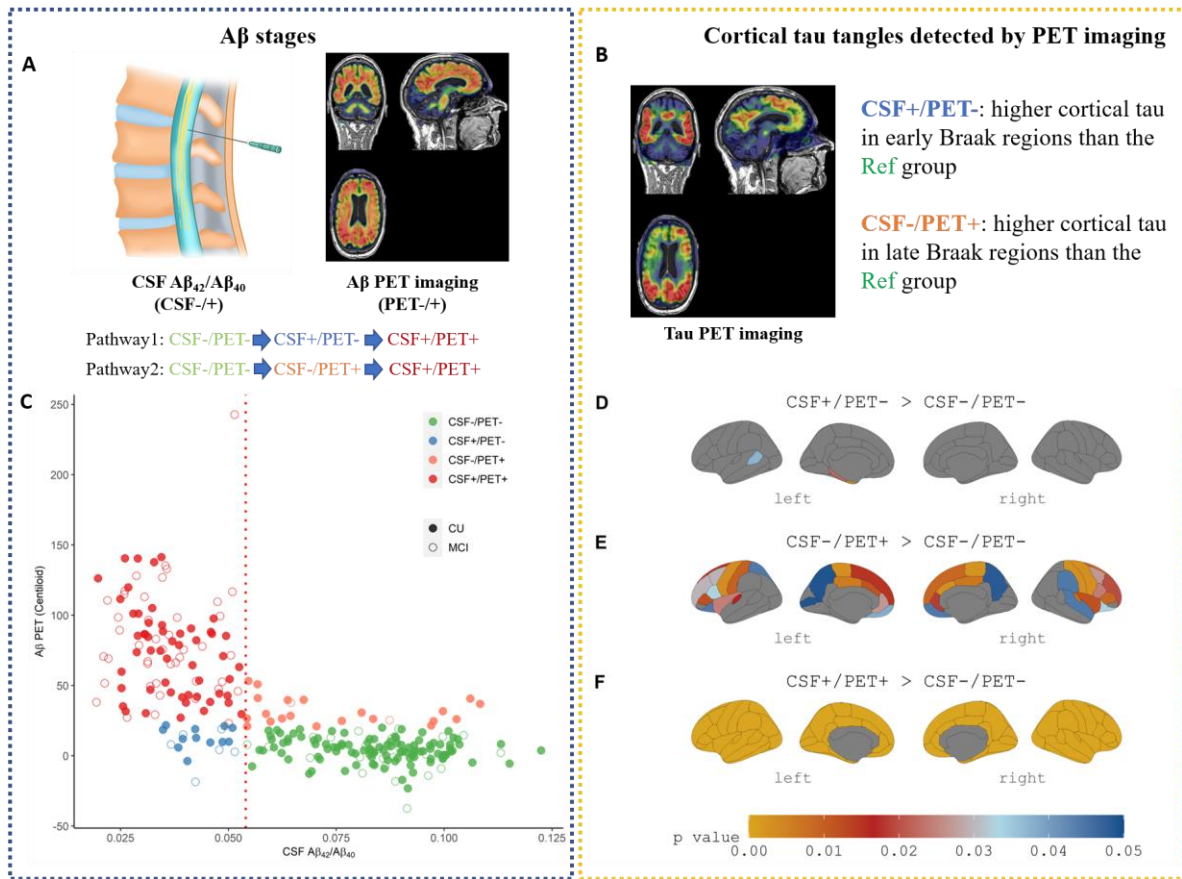 Aβ stages
A
CSF Aβ₄₂/Aβ₄₀
(CSF-/+)
Aβ PET imaging
(PET-/+)
Pathway1: CSF-/PET- CSF+/PET- CSF+/PET+
Pathway2: CSF-/PET- CSF-/PET+ CSF+/PET+
Cortical tau tangles detected by PET imaging
B
Tau PET imaging
CSF+/PET-: higher cortical tau
in early Braak regions than the
Ref group
CSF-/PET+: higher cortical tau
in late Braak regions than the
Ref group
C
250
200
150
100
50
0
-50
Aβ PET (Centiloid)
CSF-/PET-
CSF+/PET-
CSF-/PET+
CSF+/PET+
CU
MCI
0.025
0.050
0.075
0.100
0.125
CSF Aβ₄₂/Aβ₄₀
D
CSF+/PET- > CSF-/PET-
left
right
E
CSF-/PET+ > CSF-/PET-
left
right
F
CSF+/PET+ > CSF-/PET-
left
right
p value
0.00 0.01 0.02 0.03 0.04 0.05